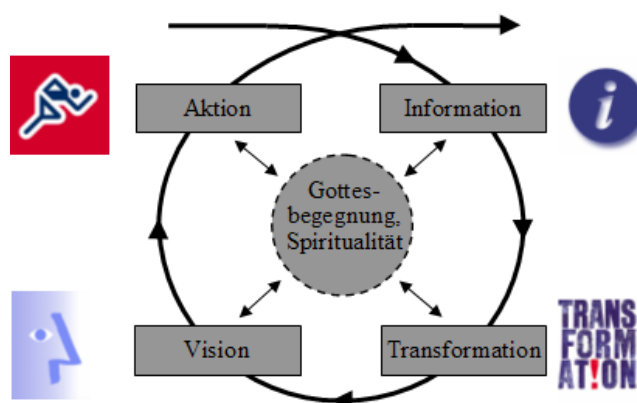 Aktion
Information
i
Gottes-
begegnung,
Spiritualität
Vision
Transformation
TRANS
FORM
AT!ON